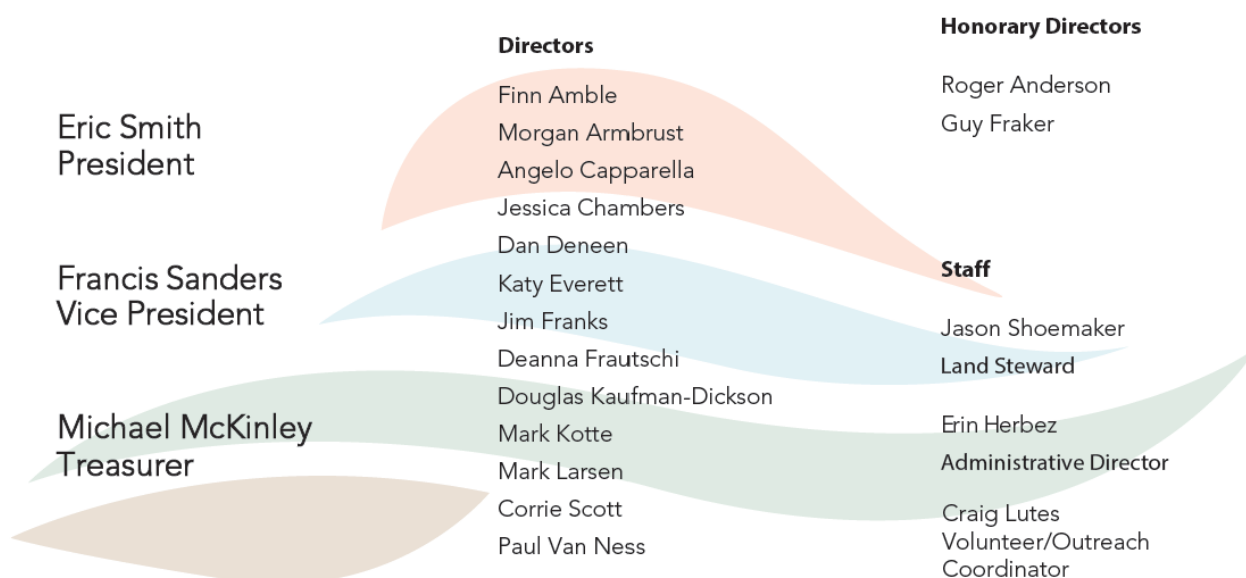 Eric Smith
President
Francis Sanders
Vice President
Michael McKinley
Treasurer
Directors
Finn Amble
Morgan Armbrust
Angelo Capparella
Jessica Chambers
Dan Deneen
Katy Everett
Jim Franks
Deanna Frautschi
Douglas Kaufman-Dickson
Mark Kotte
Mark Larsen
Corrie Scott
Paul Van Ness
Honorary Directors
Roger Anderson
Guy Fraker
Staff
Jason Shoemaker
Land Steward
Erin Herbez
Administrative Director
Craig Lutes
Volunteer/Outreach
Coordinator